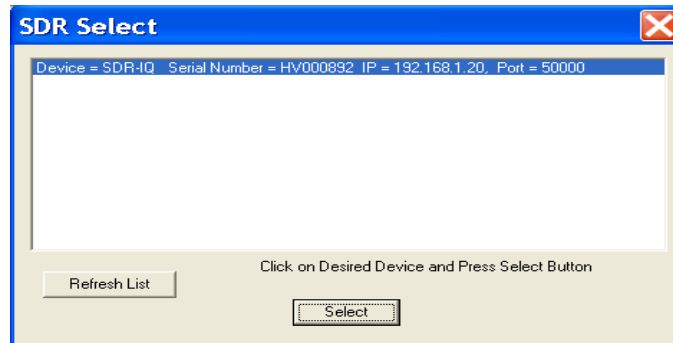 SDR Select
Device = SDR-IQ Serial Number = HV000892 IP = 192.168.1.20, Port = 50000
Click on Desired Device and Press Select Button
Refresh List
Select